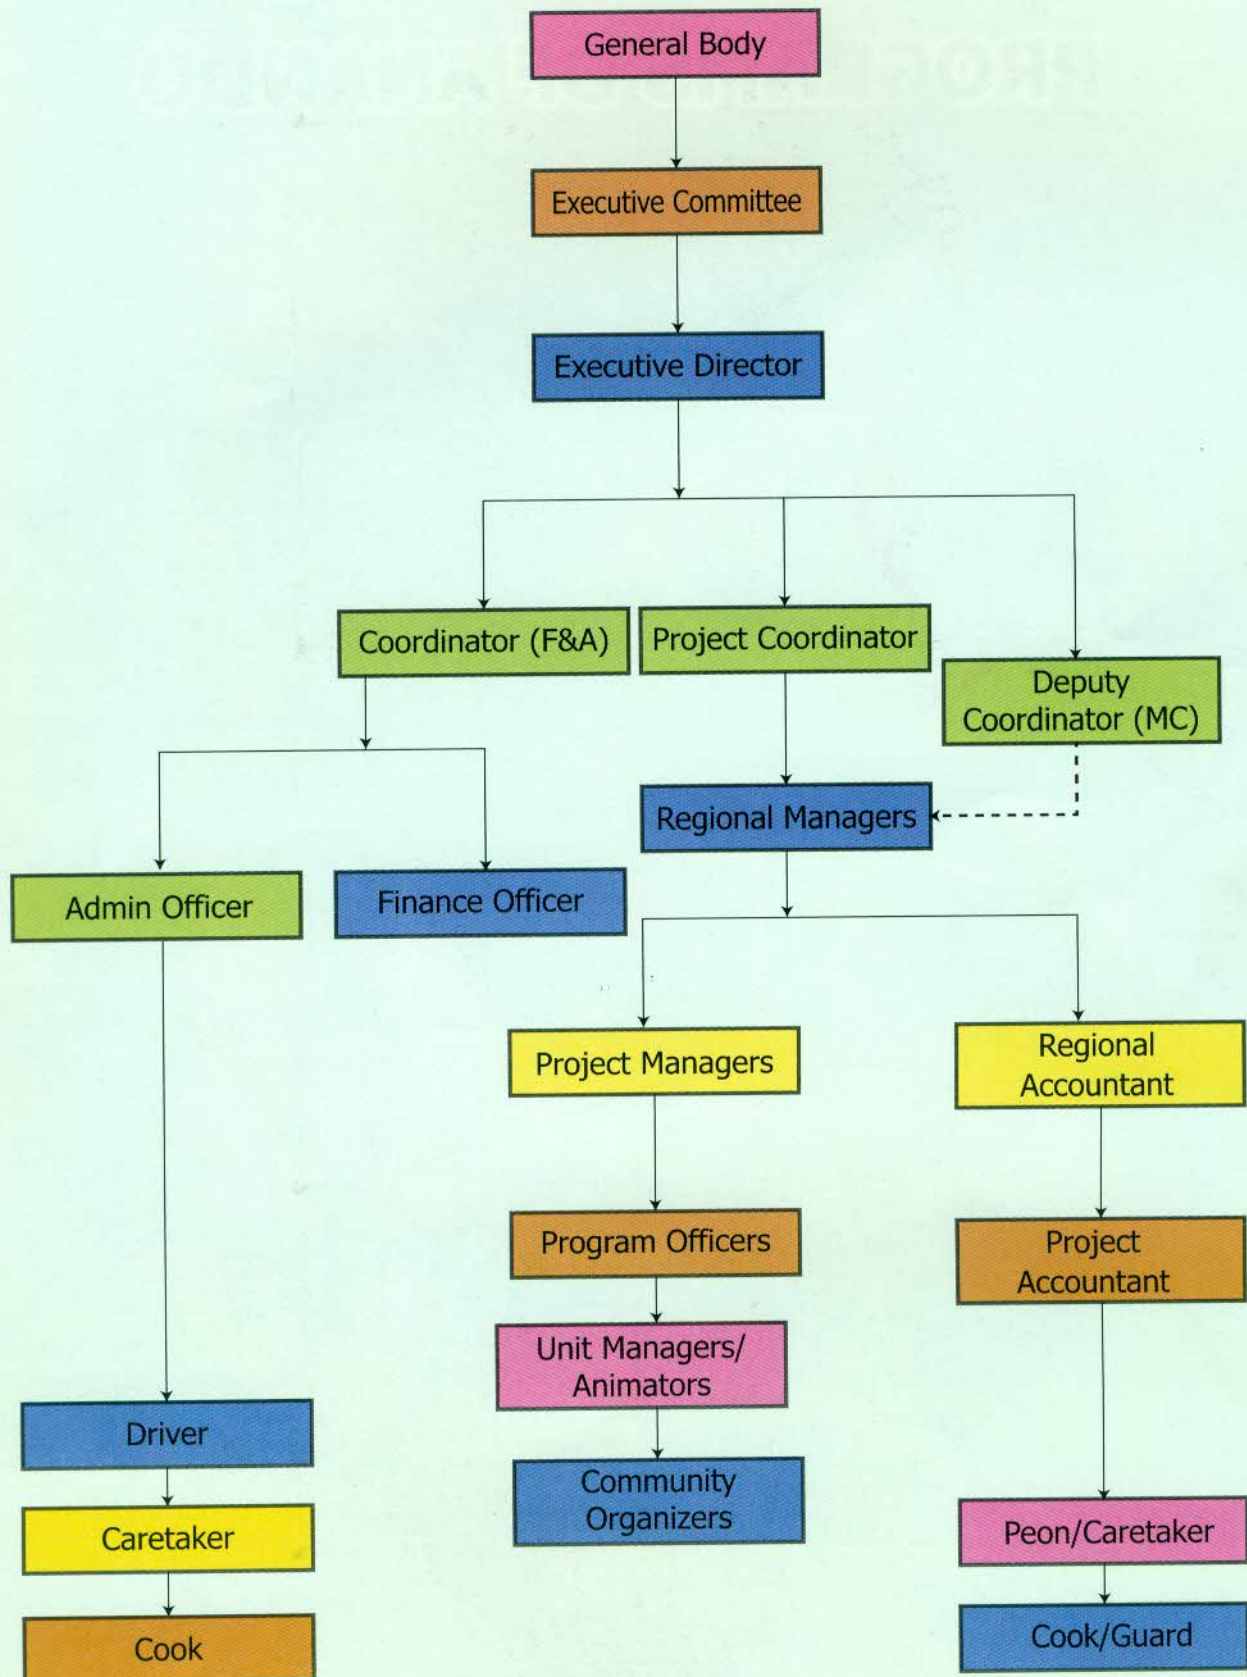 General Body
Executive Committee
Executive Director
Coordinator (F&A)
Project Coordinator
Deputy
Coordinator (MC)
Regional Managers
Admin Officer
Finance Officer
Project Managers
Regional
Accountant
Program Officers
Project
Accountant
Unit Managers/
Animators
Driver
Community
Organizers
Caretaker
Peon/Caretaker
Cook
Cook/Guard